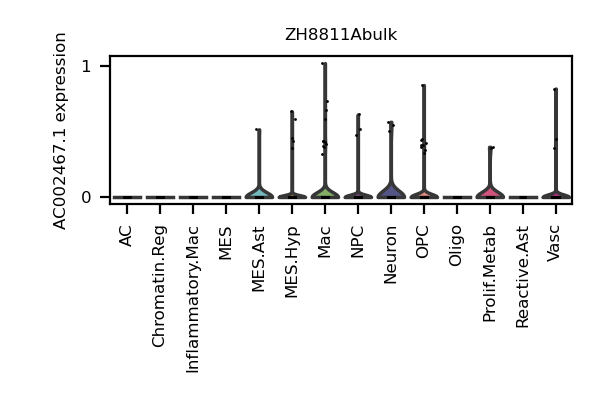 ZH8811Abulk
AC002467.1 expression
1
0
AC
Chromatin.Reg
Inflammatory.Mac
MES
MES.Ast
MES.Hyp
Mac
NPC
Neuron
OPC
Oligo
Prolif.Metab
Reactive.Ast
Vasc